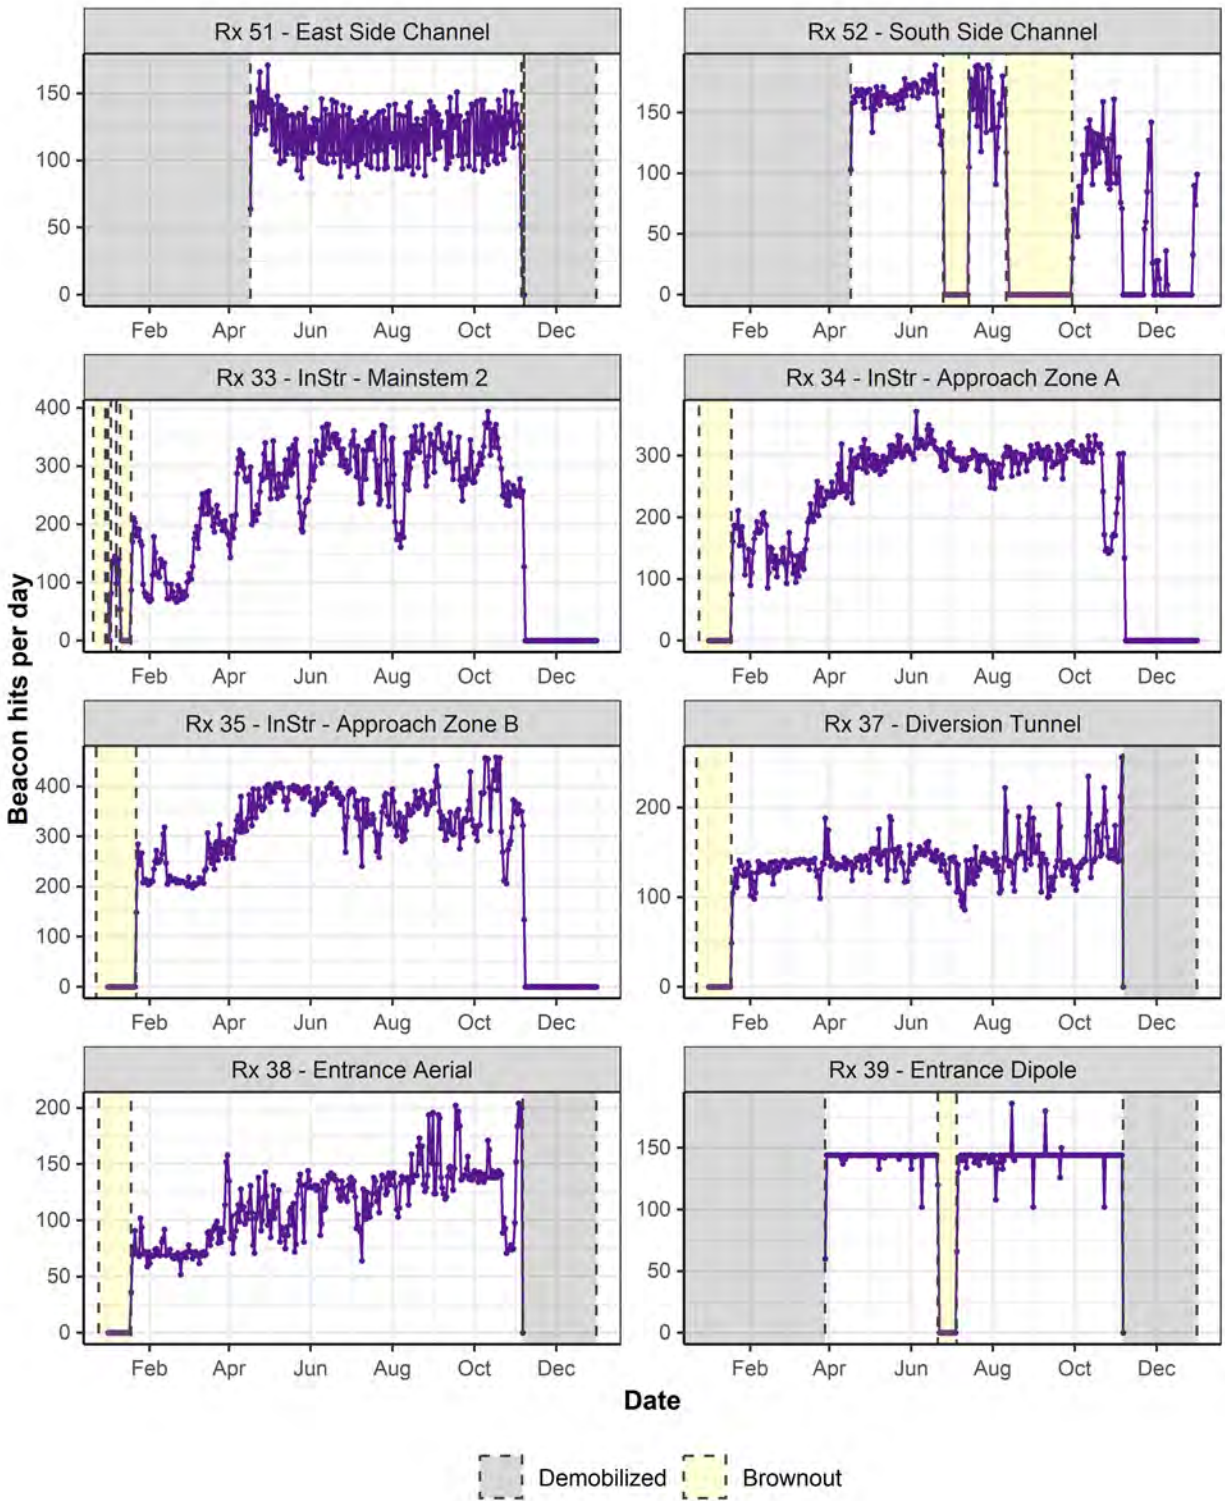 Rx 51 - East Side Channel
Rx 52 - South Side Channel
150
100
50
0
Feb Apr Jun Aug Oct Dec
150
100
50
0
Feb Apr Jun Aug Oct Dec
Rx 33 - InStr - Mainstem 2
Rx 34 - InStr - Approach Zone A
400
300
200
100
0
Feb Apr Jun Aug Oct Dec
300
200
100
0
Feb Apr Jun Aug Oct Dec
Rx 35 - InStr - Approach Zone B
Rx 37 - Diversion Tunnel
400
300
200
100
0
Feb Apr Jun Aug Oct Dec
200
100
0
Feb Apr Jun Aug Oct Dec
Rx 38 - Entrance Aerial
Rx 39 - Entrance Dipole
200
150
100
50
0
Feb Apr Jun Aug Oct Dec
150
100
50
0
Feb Apr Jun Aug Oct Dec
Beacon hits per day
Date
Demobilized
Brownout